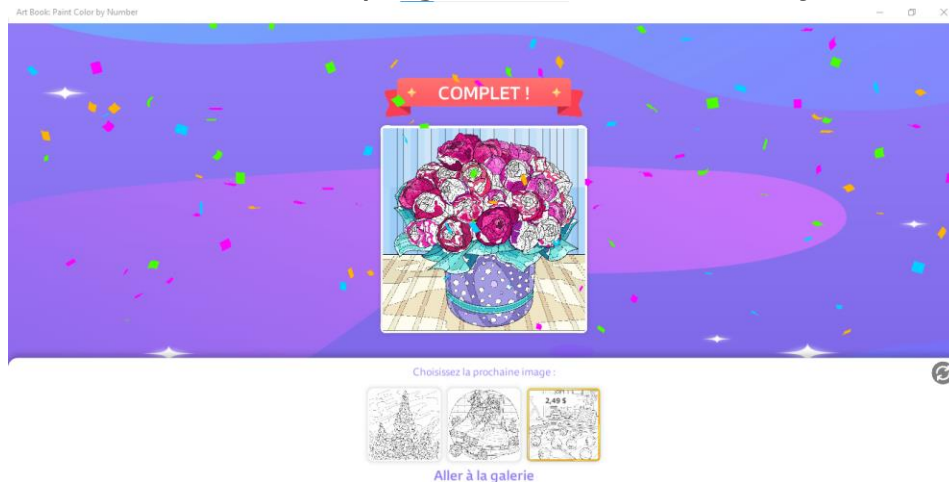 Art Book: Paint Color by Number
COMPLET !
Choisissez la prochaine image :
2,49 $
Aller à la galerie